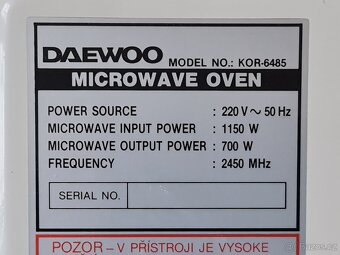 DAEWOO MODEL NO.: KOR-6485
MICROWAVE OVEN
POWER SOURCE : 220 V ~ 50 Hz
MICROWAVE INPUT POWER : 1150 W
MICROWAVE OUTPUT POWER : 700 W
FREQUENCY : 2450 MHz
SERIAL NO.
POZOR – V PŘÍSTROJI JE VYSOKE